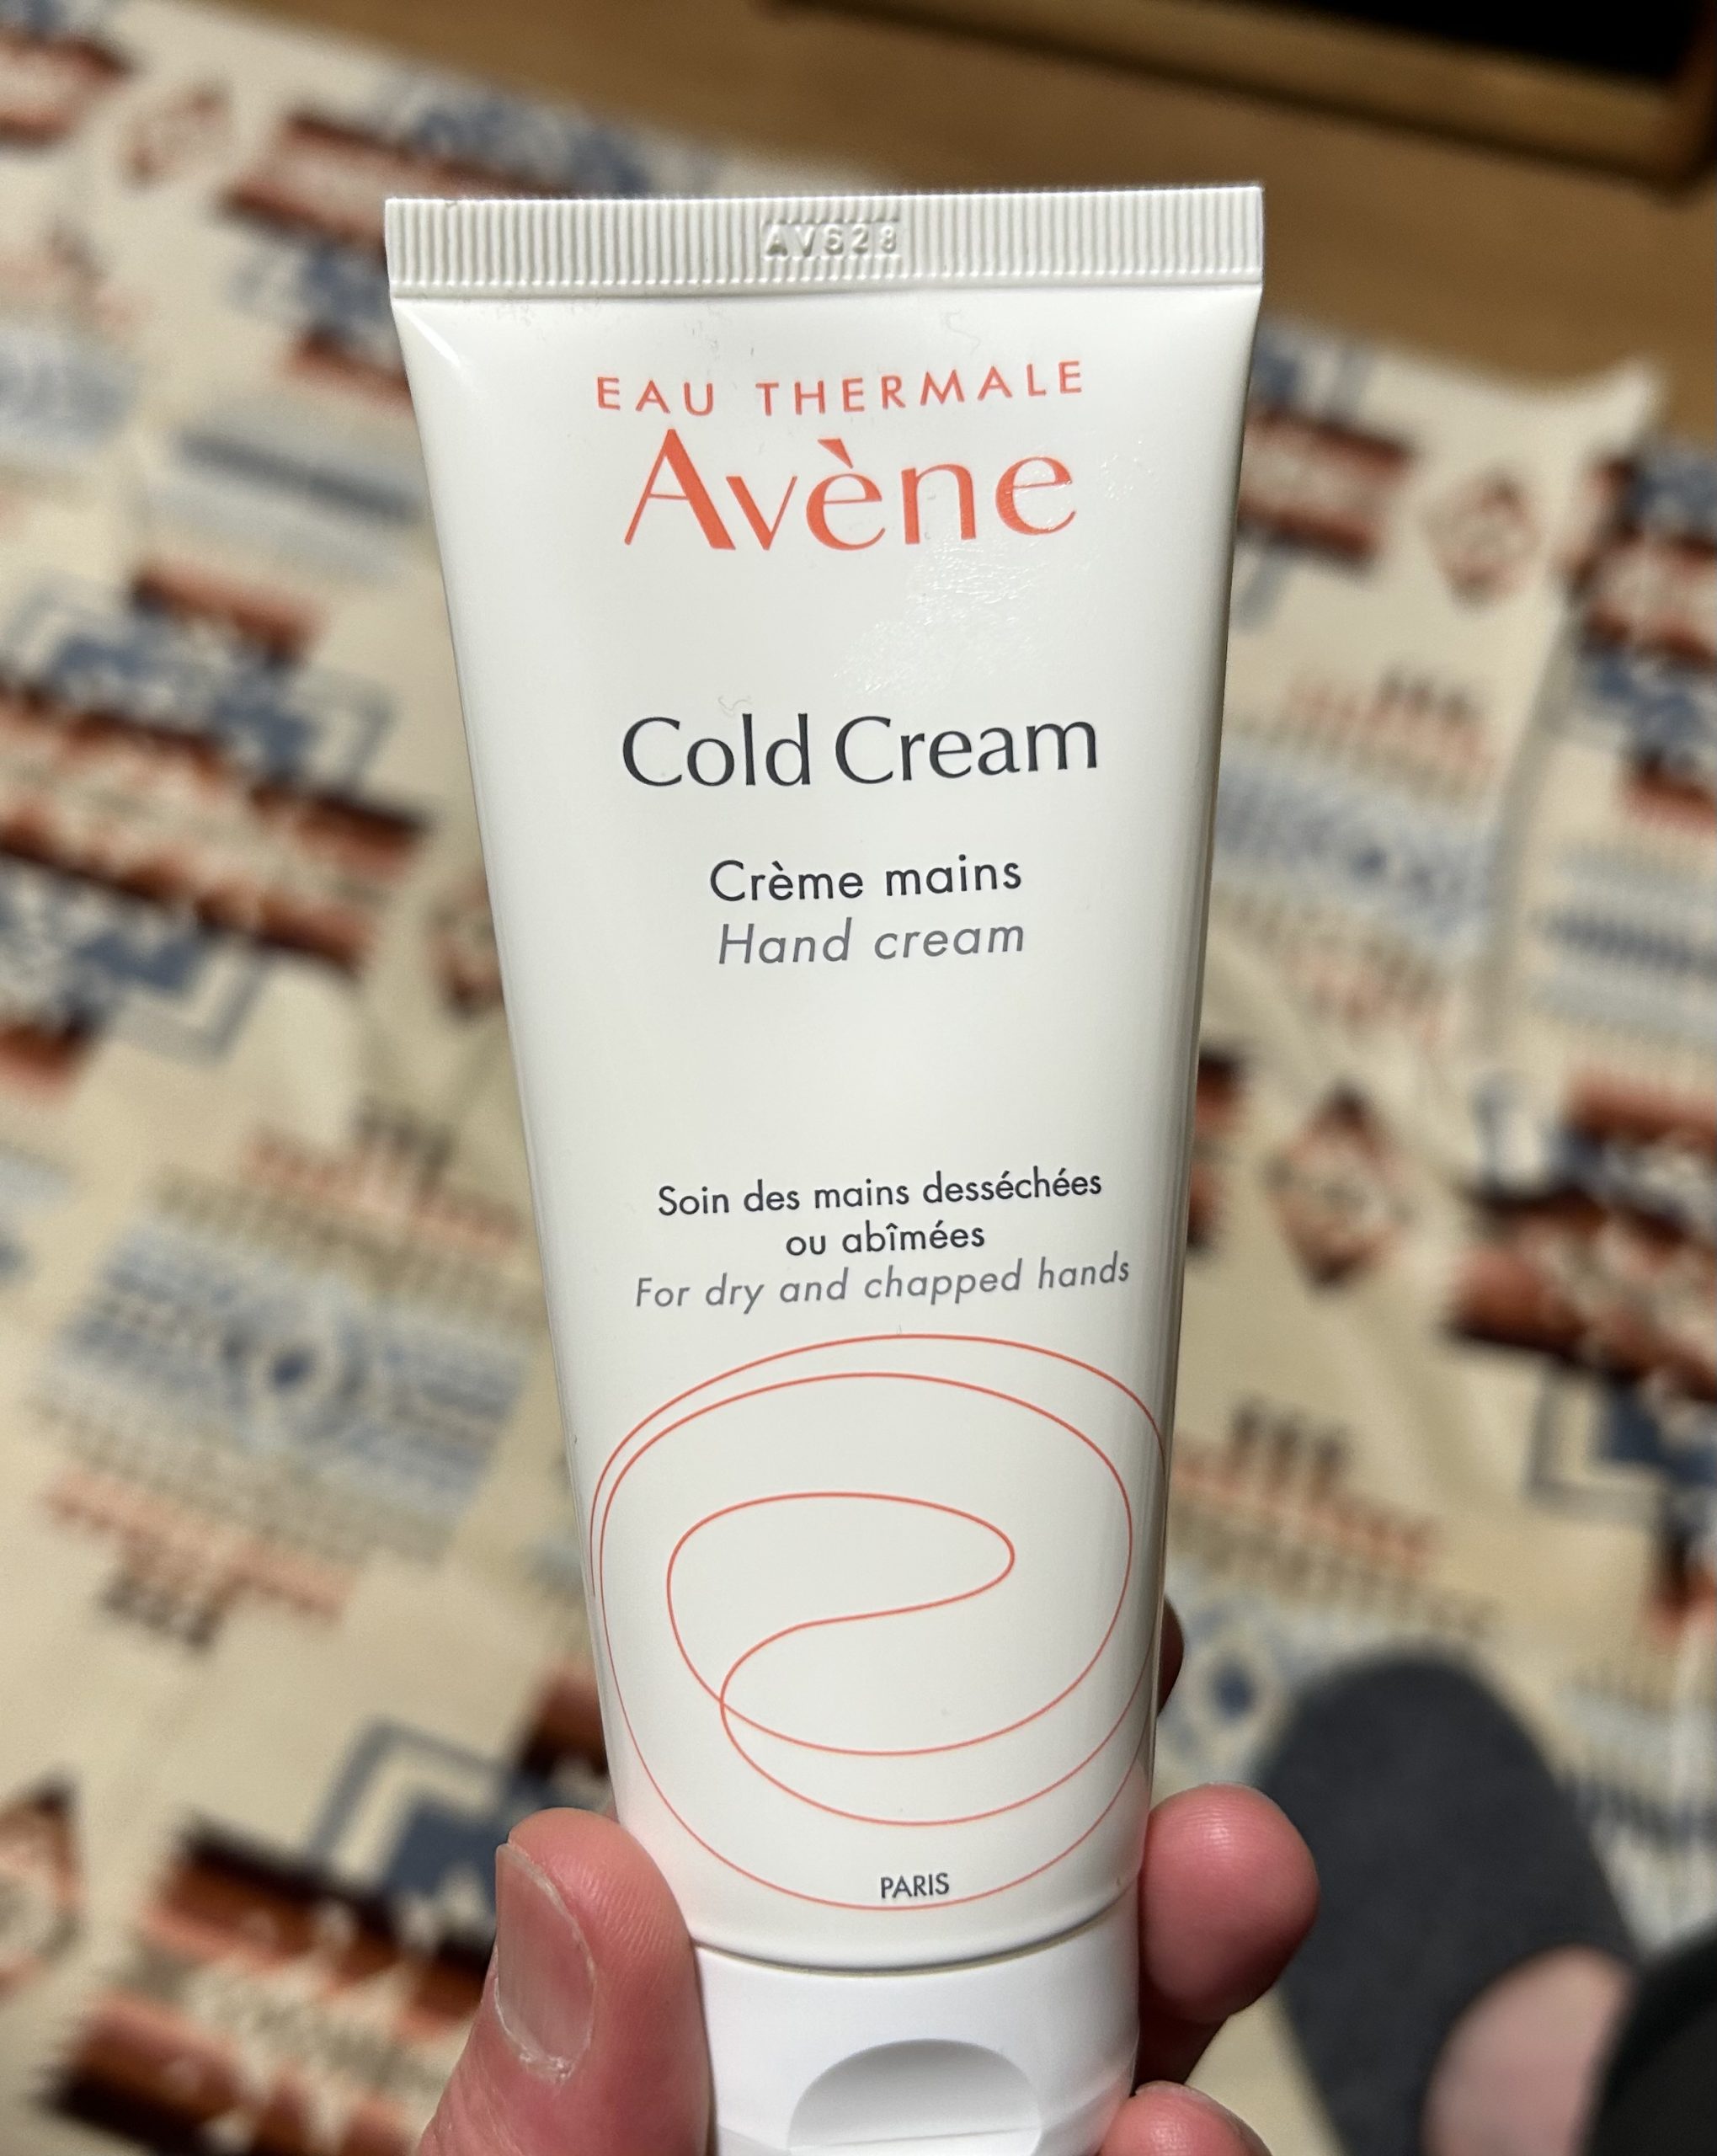 AV628
EAU THERMALE
Avène
Cold Cream
Crème mains
Hand cream
Soin des mains desséchées
ou abîmées
For dry and chapped hands
PARIS